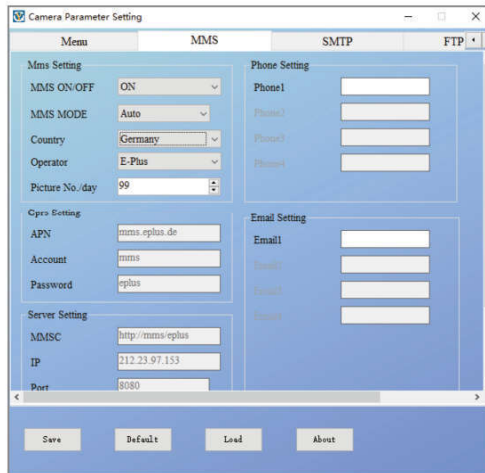 Camera Parameter Setting
Menu MMS SMTP FTP
Mms Setting
MMS ON/OFF ON
MMS MODE Auto
Country Germany
Operator E-Plus
Picture No./day 99
Gprs Setting
APN mms.eplus.de
Account mms
Password eplus
Server Setting
MMSC http://mms/eplus
IP 212.23.97.153
Port 8080
Phone Setting
Phone1
Phone2
Phone3
Phone4
Email Setting
Email1
Email2
Email3
Save Default Load About